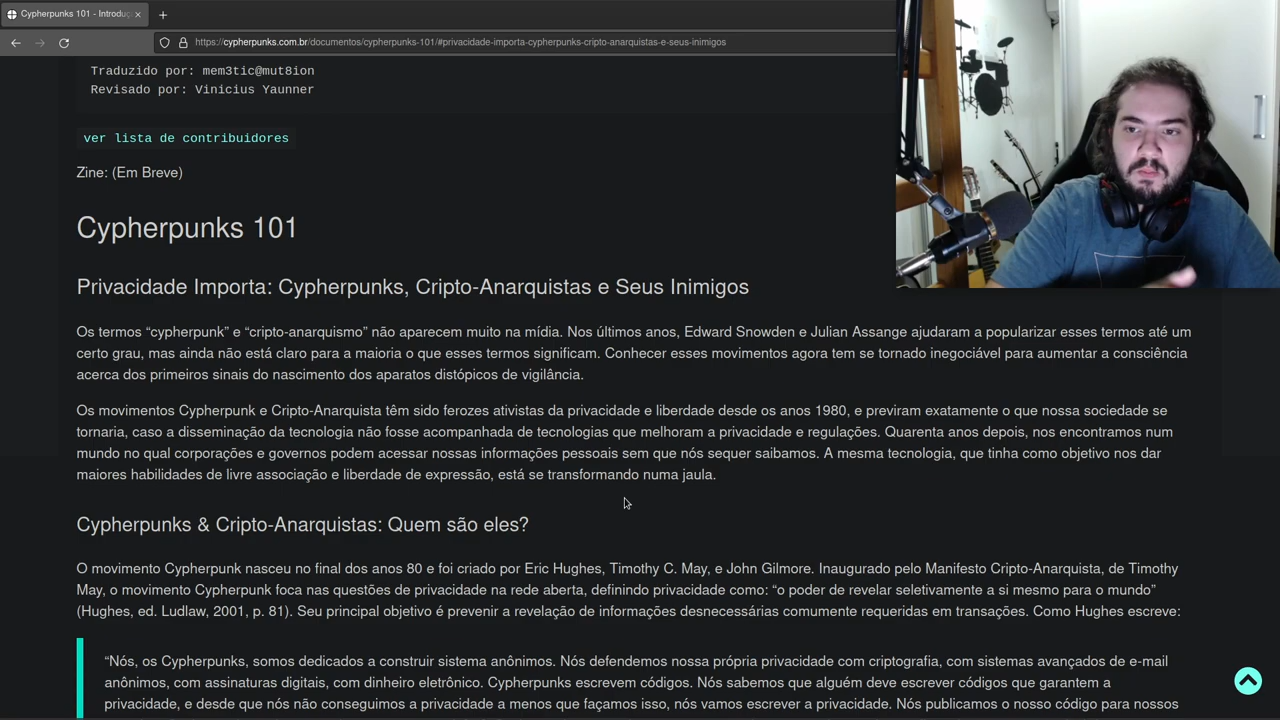 Cypherpunks 101 - Introduç
https://cypherpunks.com.br/documentos/cypherpunks-101/#privacidade-importa-cypherpunks-cripto-anarquistas-e-seus-inimigos
Traduzido por: mem3tic@mut8ion
Revisado por: Vinicius Yaunner
ver lista de contribuidores
Zine: (Em Breve)
Cypherpunks 101
Privacidade Importa: Cypherpunks, Cripto-Anarquistas e Seus Inimigos
Os termos “cypherpunk” e “cripto-anarquismo” não aparecem muito na mídia. Nos últimos anos, Edward Snowden e Julian Assange ajudaram a popularizar esses termos até um
certo grau, mas ainda não está claro para a maioria o que esses termos significam. Conhecer esses movimentos agora tem se tornado inegociável para aumentar a consciência
acerca dos primeiros sinais do nascimento dos aparatos distópicos de vigilância.
Os movimentos Cypherpunk e Cripto-Anarquista têm sido ferozes ativistas da privacidade e liberdade desde os anos 1980, e previram exatamente o que nossa sociedade se
tornaria, caso a disseminação da tecnologia não fosse acompanhada de tecnologias que melhoram a privacidade e regulações. Quarenta anos depois, nos encontramos num
mundo no qual corporações e governos podem acessar nossas informações pessoais sem que nós sequer saibamos. A mesma tecnologia, que tinha como objetivo nos dar
maiores habilidades de livre associação e liberdade de expressão, está se transformando numa jaula.
Cypherpunks & Cripto-Anarquistas: Quem são eles?
O movimento Cypherpunk nasceu no final dos anos 80 e foi criado por Eric Hughes, Timothy C. May, e John Gilmore. Inaugurado pelo Manifesto Cripto-Anarquista, de Timothy
May, o movimento Cypherpunk foca nas questões de privacidade na rede aberta, definindo privacidade como: “o poder de revelar seletivamente a si mesmo para o mundo”
(Hughes, ed. Ludlaw, 2001, p. 81). Seu principal objetivo é prevenir a revelação de informações desnecessárias comumente requeridas em transações. Como Hughes escreve:
“Nós, os Cypherpunks, somos dedicados a construir sistema anônimos. Nós defendemos nossa própria privacidade com criptografia, com sistemas avançados de e-mail
anônimos, com assinaturas digitais, com dinheiro eletrônico. Cypherpunks escrevem códigos. Nós sabemos que alguém deve escrever códigos que garantem a
privacidade, e desde que nós não conseguimos a privacidade a menos que façamos isso, nós vamos escrever a privacidade. Nós publicamos o nosso código para nossos